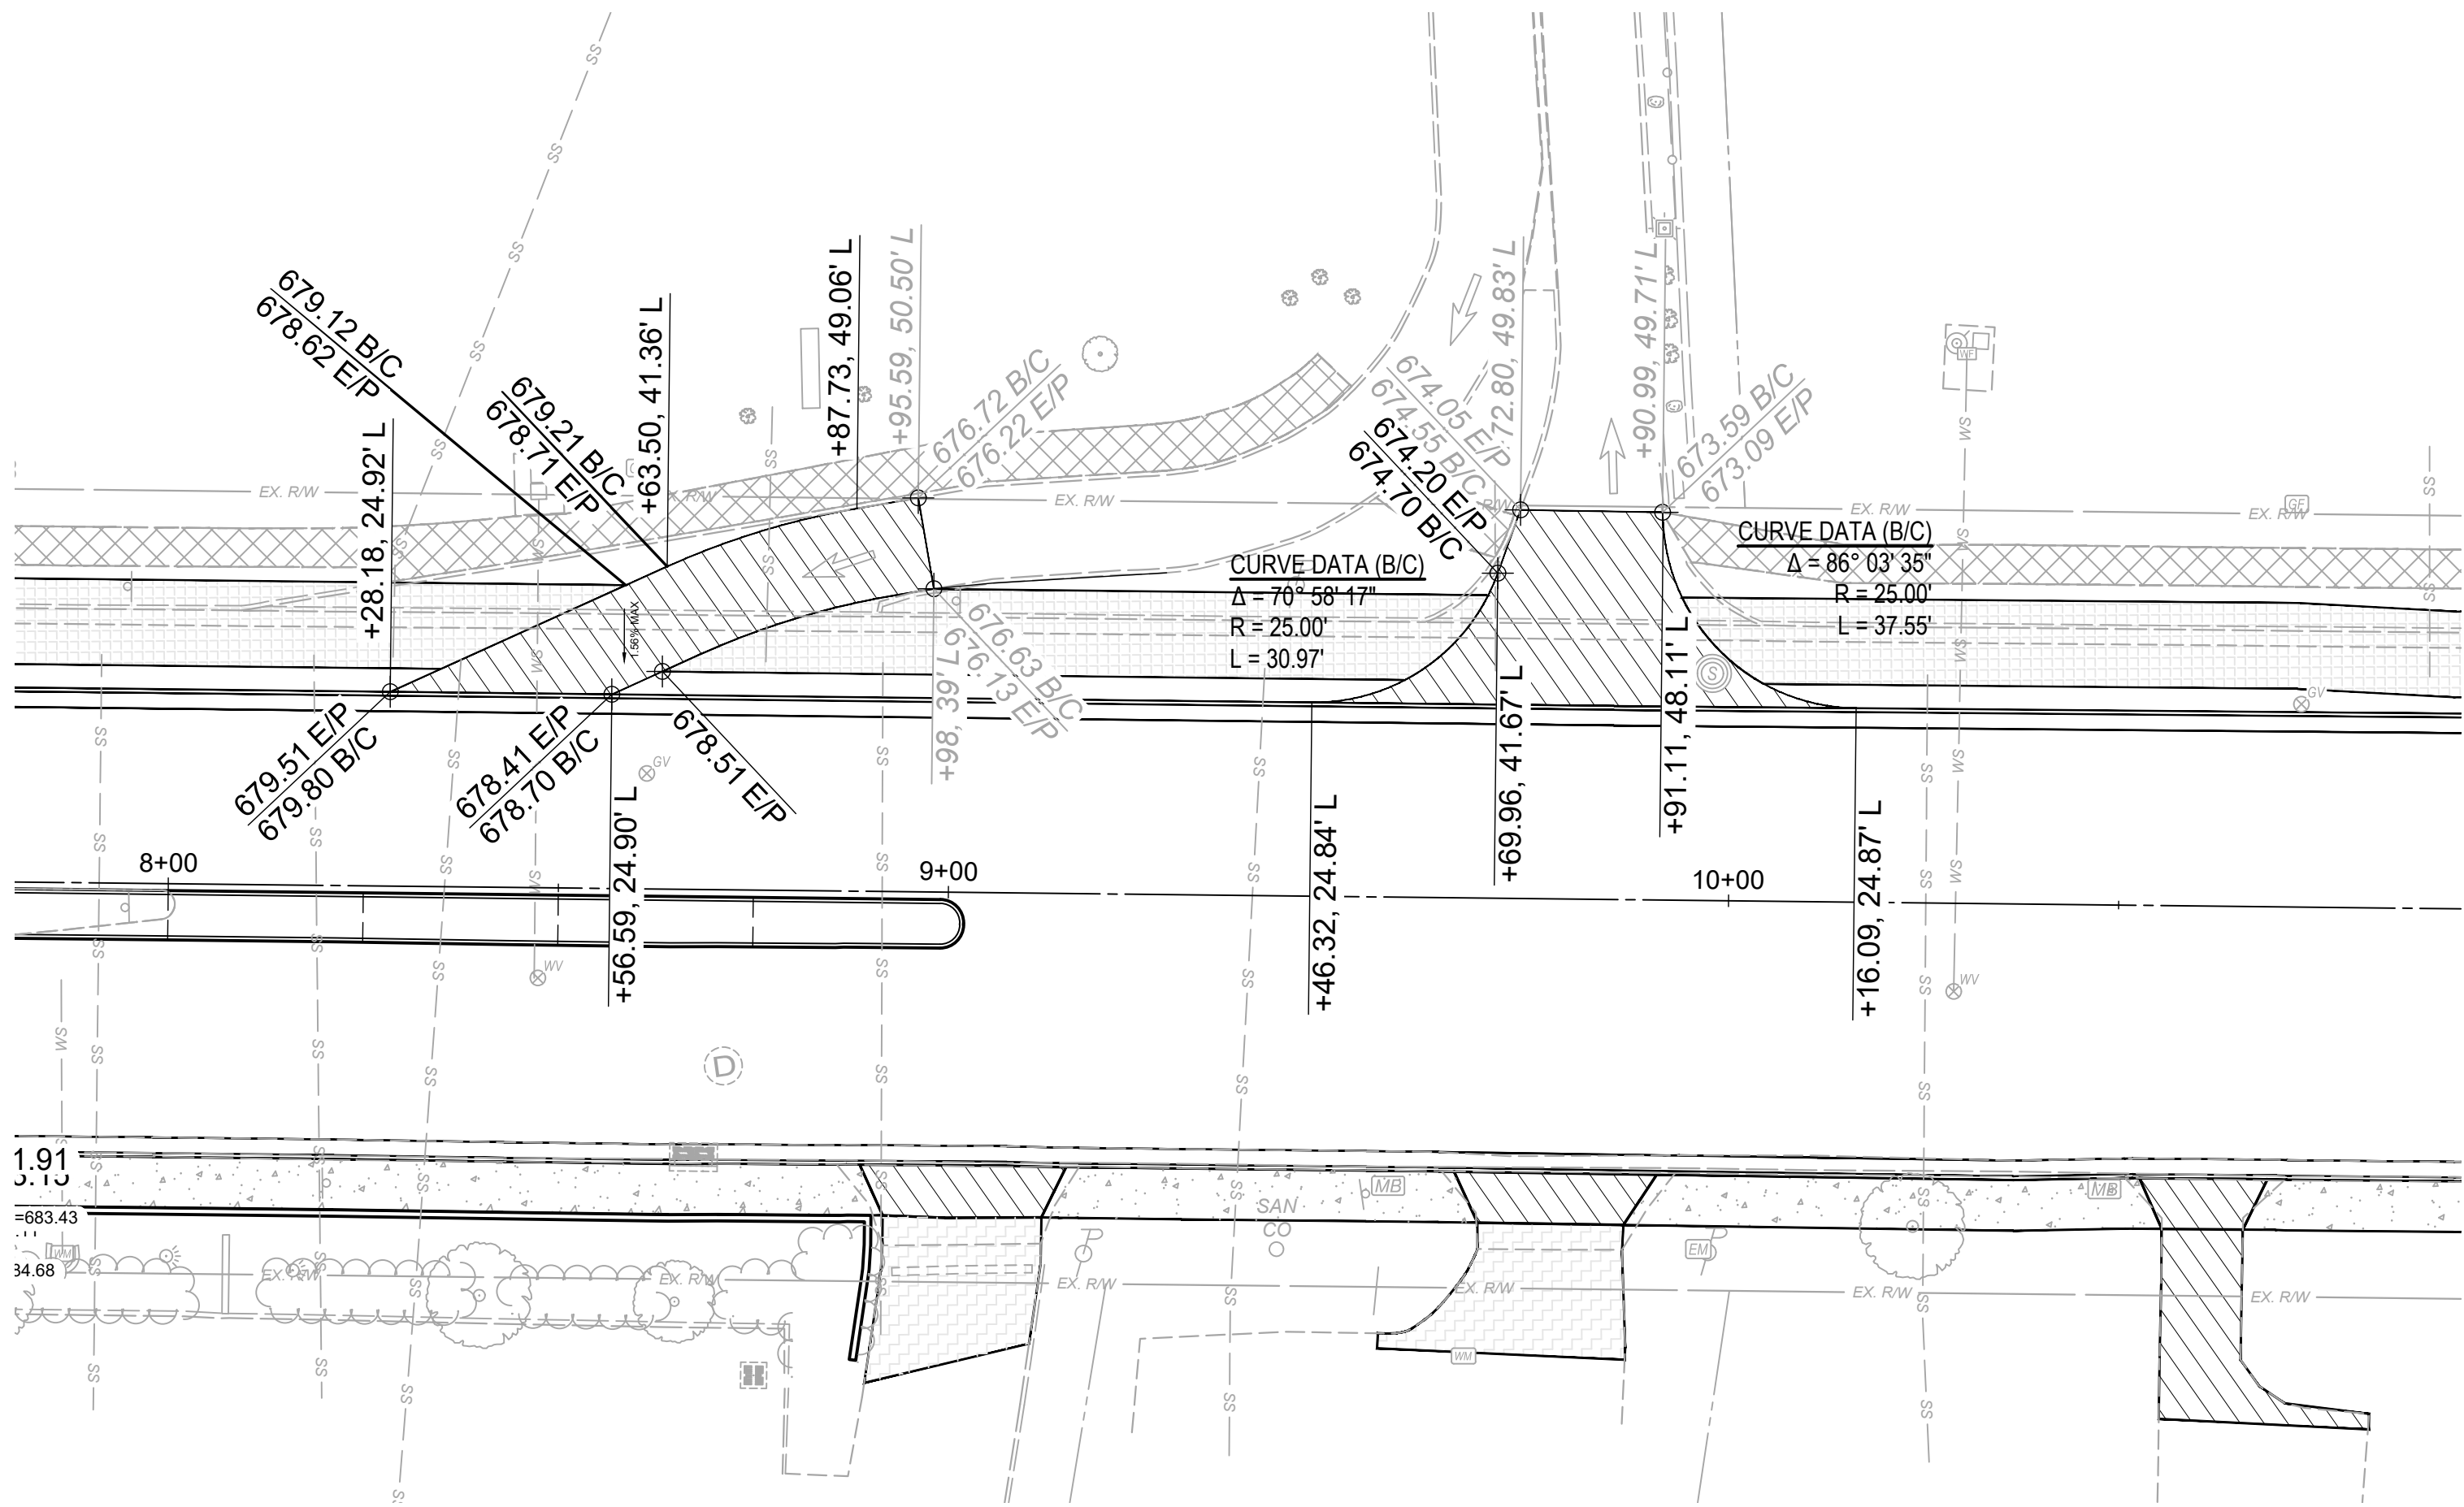 679.12 B/C
678.62 E/P
679.21 B/C
678.71 E/P
+28.18, 24.92' L
+63.50, 41.36' L
+87.73, 49.06' L
+95.59, 50.50' L
676.72 B/C
676.22 E/P
674.05 E/P
674.55 B/C
674.20 E/P
674.70 B/C
+90.99, 49.71' L
673.59 B/C
673.09 E/P
WF
WS
EX. R/W
EX. R/W
EX. R/W
EX. R/W
GV
CURVE DATA (B/C)
Δ = 70° 58' 17"
R = 25.00'
L = 30.97'
CURVE DATA (B/C)
Δ = 86° 03' 35"
R = 25.00'
L = 37.55'
1.56% MAX
S
679.51 E/P
679.80 B/C
678.41 E/P
678.70 B/C
678.51 E/P
676.63 B/C
676.13 E/P
+98, 39' L
+56.59, 24.90' L
+46.32, 24.84' L
+69.96, 41.67' L
+91.11, 48.11' L
+16.09, 24.87' L
GV
8+00
9+00
10+00
WV
WV
WS
SS
D
1.91
=683.43
34.68
WM
MB
MB
SAN
CO
EM
EX. R/W
EX. R/W
EX. R/W
EX. R/W
EX. R/W
EX. R/W
WM